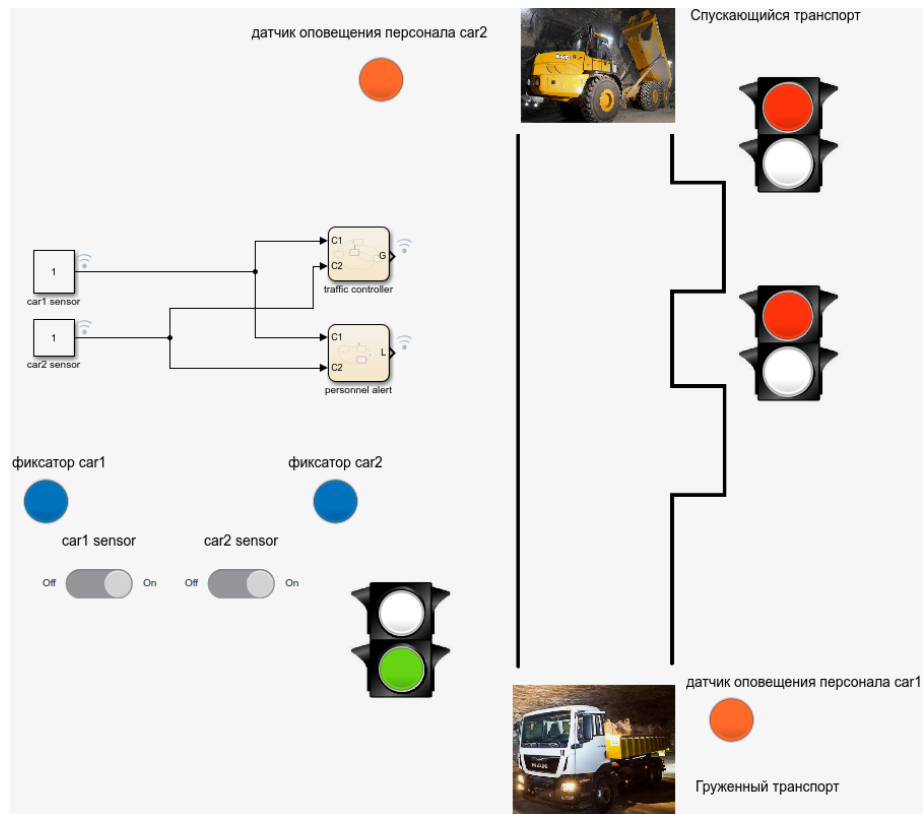 Спускающийся транспорт
датчик оповещения персонала car2
C1
1
C2
G
car1 sensor
traffic controller
1
C1
L
C2
car2 sensor
personnel alert
фиксатор car1
фиксатор car2
car1 sensor
car2 sensor
Off
On
Off
On
датчик оповещения персонала car1
MAN
Груженный транспорт